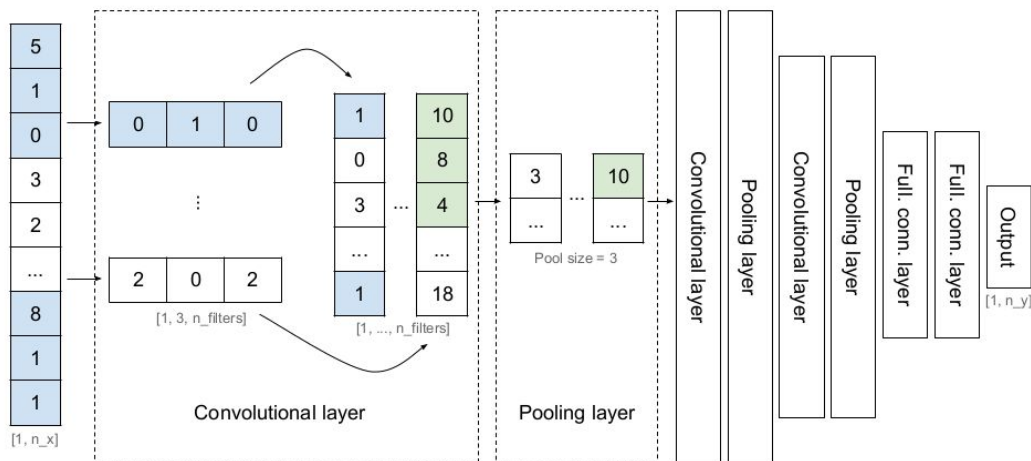 5
1
0
3
2
...
8
1
1
[1, n_x]
0 1 0
...
2 0 2
[1, 3, n_filters]
1
0
3
...
1
...
10
8
4
...
18
[1, ..., n_filters]
Convolutional layer
3
...
...
10
...
Pool size = 3
Pooling layer
Convolutional layer
Pooling layer
Convolutional layer
Pooling layer
Full. conn. layer
Full. conn. layer
Output
[1, n_y]